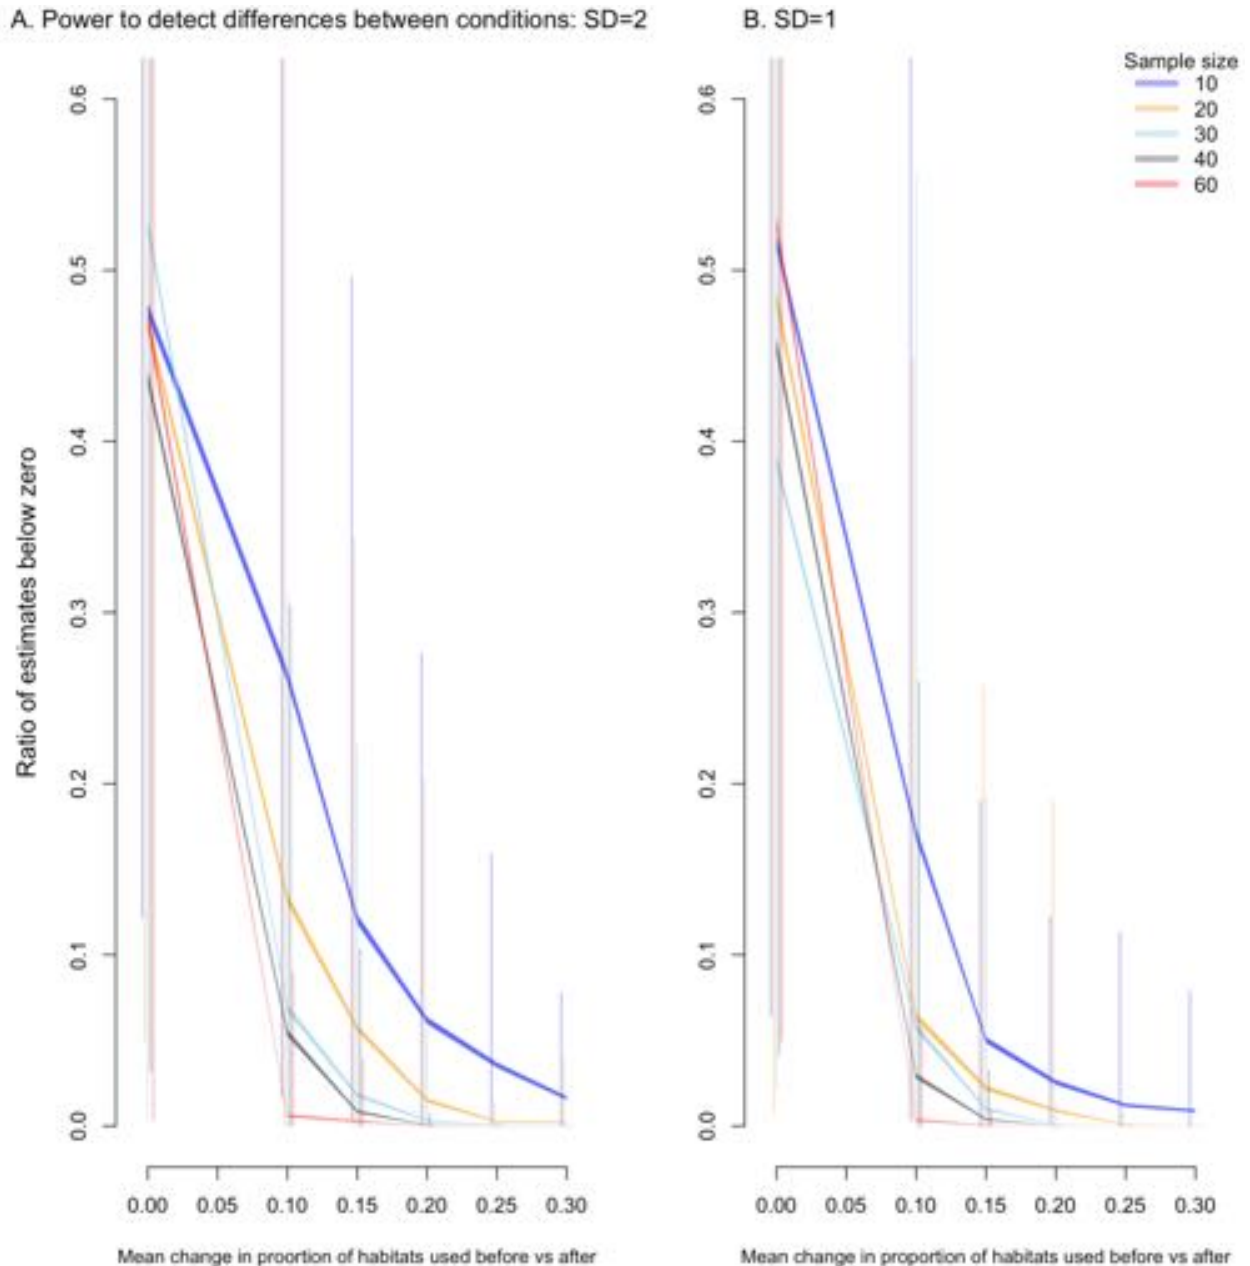 A. Power to detect differences between conditions: SD=2
B. SD=1
Sample size
10
20
30
40
60
Ratio of estimates below zero
0.6
0.5
0.4
0.3
0.2
0.1
0.0
0.6
0.5
0.4
0.3
0.2
0.1
0.0
0.00 0.05 0.10 0.15 0.20 0.25 0.30
0.00 0.05 0.10 0.15 0.20 0.25 0.30
Mean change in proortion of habitats used before vs after
Mean change in proportion of habitats used before vs after